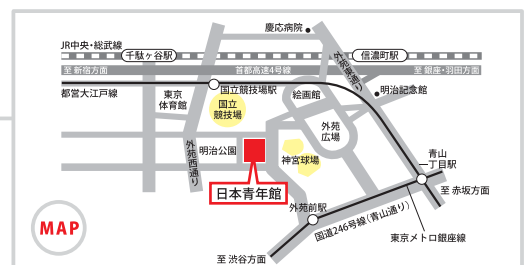 慶応病院
JR中央・総武線
千駄ヶ谷駅
信濃町駅
至 新宿方面
首都高速4号線
外苑東通り
至 銀座・羽田方面
都営大江戸線
東京
体育館
国立競技場駅
国立
競技場
絵画館
明治記念館
外苑
広場
明治公園
外苑西通り
神宮球場
青山
一丁目駅
日本青年館
至 赤坂方面
外苑前駅
国道246号線(青山通り)
MAP
東京メトロ銀座線
至 渋谷方面